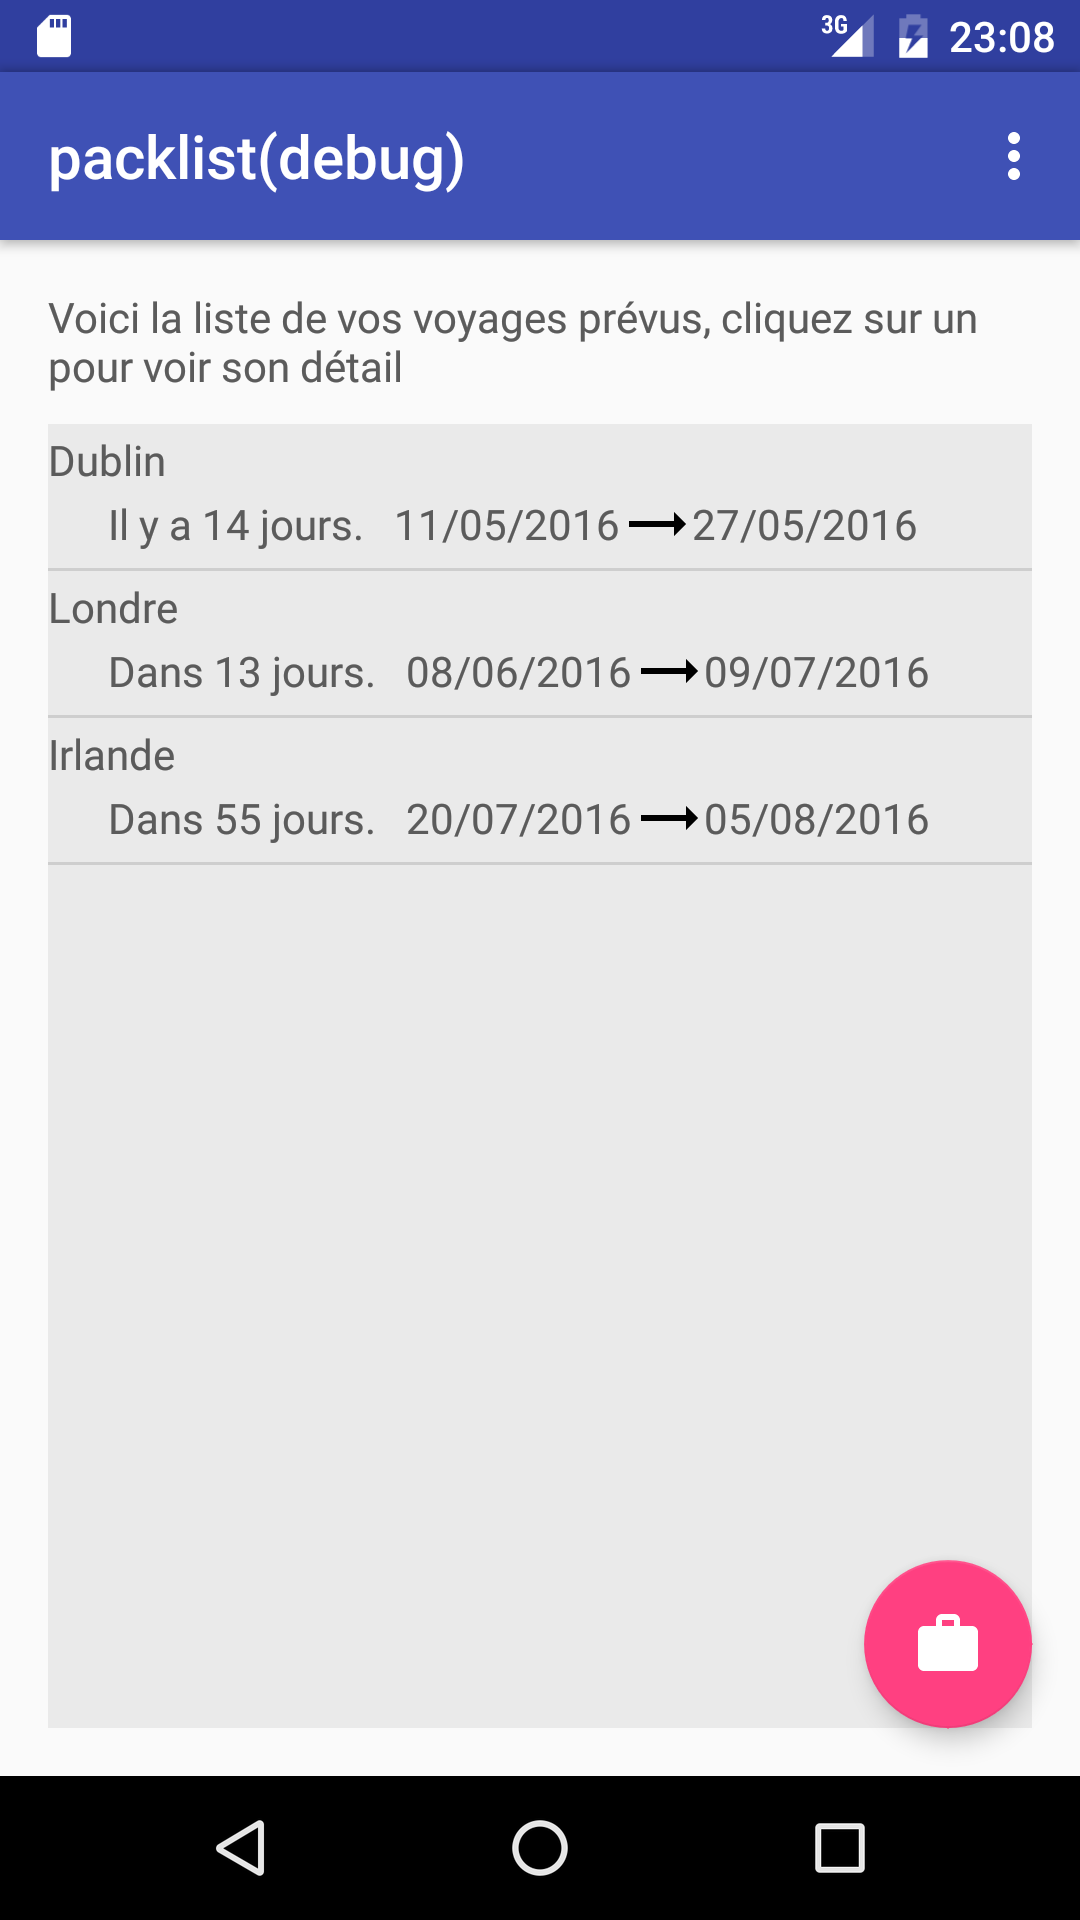 3G 23:08
packlist(debug)
Voici la liste de vos voyages prévus, cliquez sur un
pour voir son détail
Dublin
Il y a 14 jours. 11/05/2016 27/05/2016
Londre
Dans 13 jours. 08/06/2016 09/07/2016
Irlande
Dans 55 jours. 20/07/2016 05/08/2016